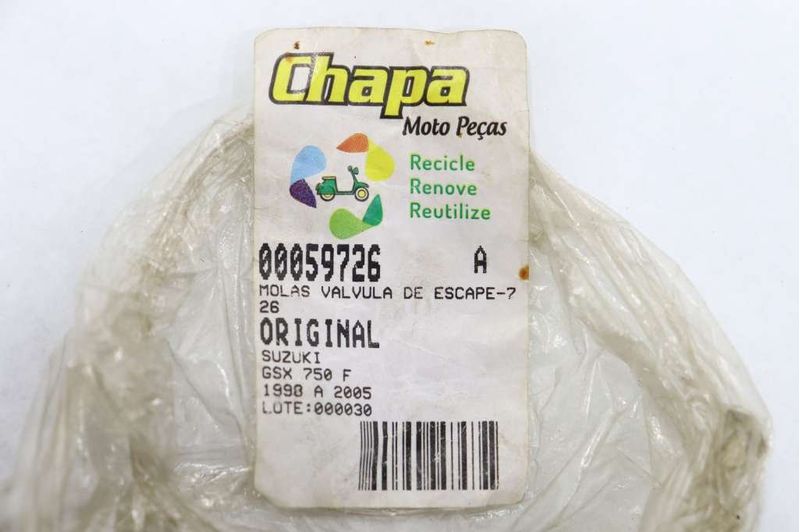 Chapa
Moto Peças
Recicle
Renove
Reutilize
00059726 A
MOLAS VALVULA DE ESCAPE-7
26
ORIGINAL
SUZUKI
GSX 750 F
1998 A 2005
LOTE:000030